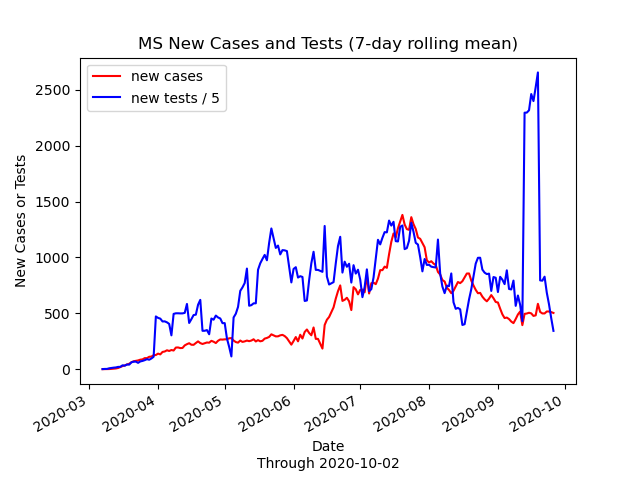 MS New Cases and Tests (7-day rolling mean)
new cases
new tests / 5
New Cases or Tests
2500
2000
1500
1000
500
0
2020-03
2020-04
2020-05
2020-06
2020-07
2020-08
2020-09
2020-10
Date
Through 2020-10-02